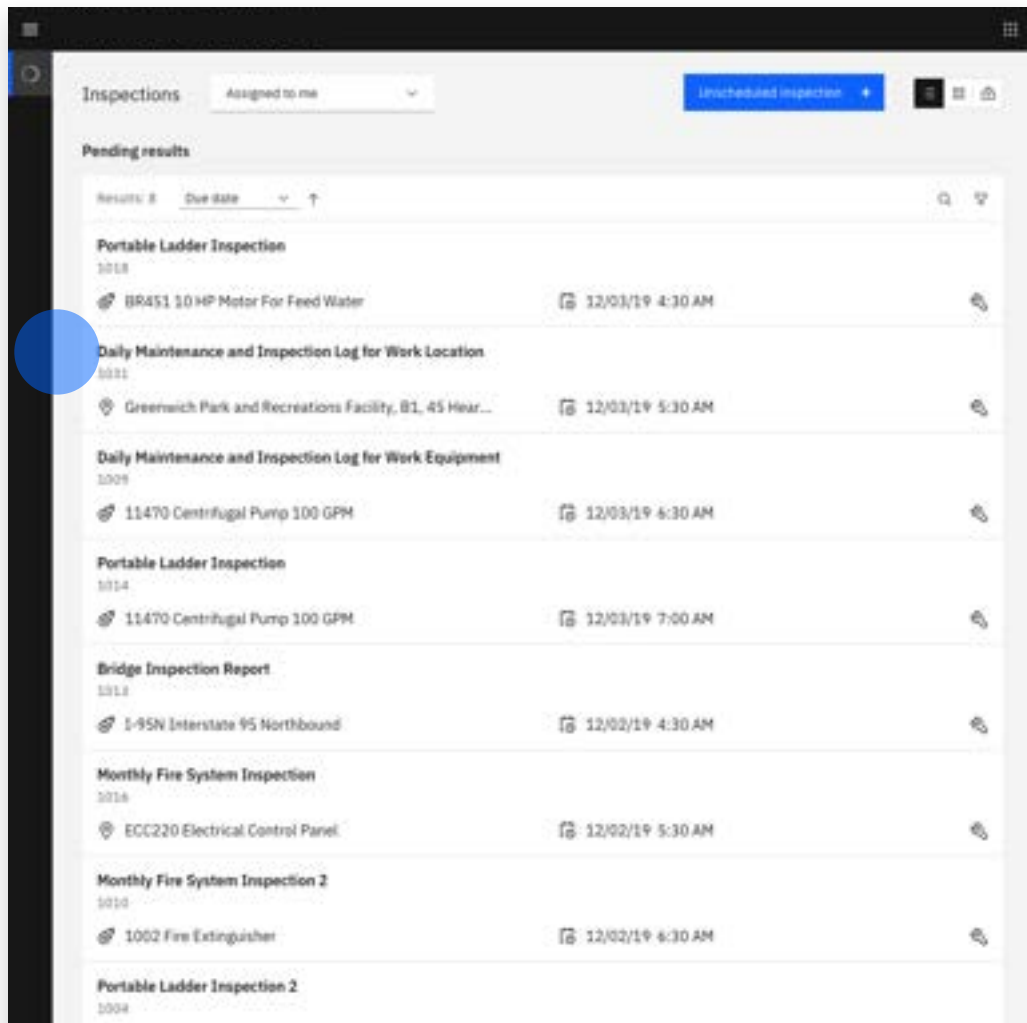 Inspections
Assigned to me
Unscheduled inspection +
Pending results
Results: 8 Due date
Portable Ladder Inspection
1018
BR451 10 HP Motor For Feed Water 12/03/19 4:30 AM
Daily Maintenance and Inspection Log for Work Location
1031
Greenwich Park and Recreations Facility, B1, 45 Hear... 12/03/19 5:30 AM
Daily Maintenance and Inspection Log for Work Equipment
1009
11470 Centrifugal Pump 100 GPM 12/03/19 6:30 AM
Portable Ladder Inspection
1014
11470 Centrifugal Pump 100 GPM 12/03/19 7:00 AM
Bridge Inspection Report
I-95N Interstate 95 Northbound 12/02/19 4:30 AM
Monthly Fire System Inspection
1016
ECC220 Electrical Control Panel 12/02/19 5:30 AM
Monthly Fire System Inspection 2
1010
1002 Fire Extinguisher 12/02/19 6:30 AM
Portable Ladder Inspection 2
1004